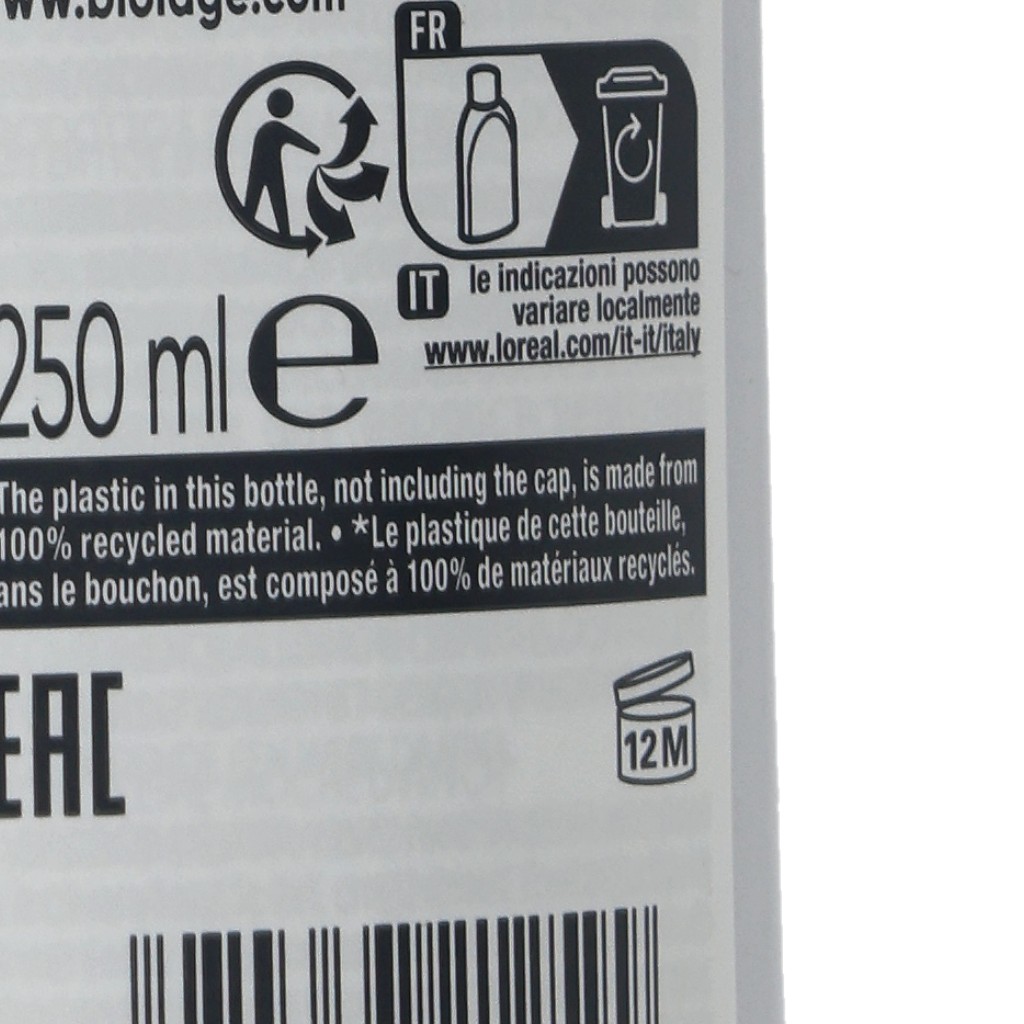 FR
IT le indicazioni possono
variare localmente
www.loreal.com/it-it/italy
250 ml e
The plastic in this bottle, not including the cap, is made from
100% recycled material. • *Le plastique de cette bouteille,
le bouchon, est composé à 100% de matériaux recyclés.
EAC
12M